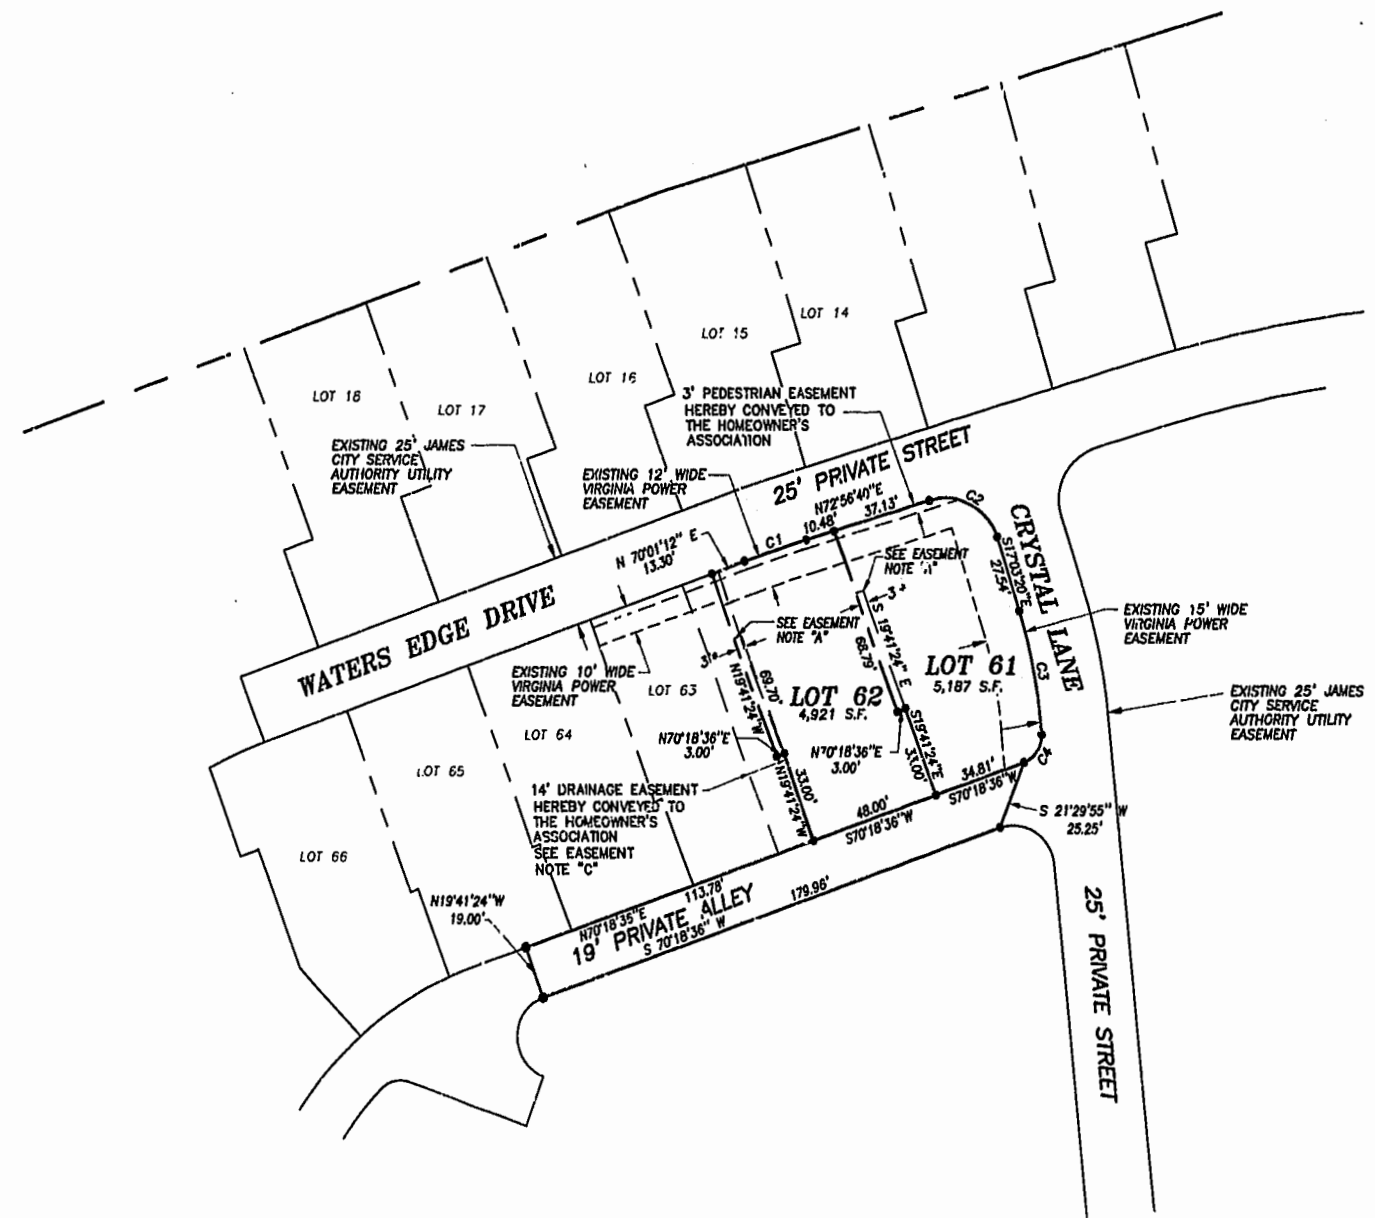 LOT 14
LOT 15
LOT 16
LOT 18
LOT 17
3' PEDESTRIAN EASEMENT
HEREBY CONVEYED TO
THE HOMEOWNER'S
ASSOCIATION
EXISTING 25' JAMES
CITY SERVICE
AUTHORITY UTILITY
EASEMENT
EXISTING 12' WIDE
VIRGINIA POWER
EASEMENT
25' PRIVATE STREET
N72°56'40"E
10.48'
37.13'
C1
C2
N 70°01'12" E
13.30'
CRYSTAL LANE
S17°03'20"E
27.54'
SEE EASEMENT
NOTE "A"
3'
WATERS EDGE DRIVE
SEE EASEMENT
NOTE "A"
3'
S 19°41'24" E
66.79'
EXISTING 15' WIDE
VIRGINIA POWER
EASEMENT
EXISTING 10' WIDE
VIRGINIA POWER
EASEMENT
LOT 63
N19°41'24"W
69.70'
LOT 62
4,921 S.F.
LOT 61
5,187 S.F.
C3
EXISTING 25' JAMES
CITY SERVICE
AUTHORITY UTILITY
EASEMENT
LOT 64
N70°18'36"E
3.00'
N70°18'36"E
3.00'
S19°41'24"E
33.00'
LOT 65
14' DRAINAGE EASEMENT
HEREBY CONVEYED TO
THE HOMEOWNER'S
ASSOCIATION
SEE EASEMENT
NOTE "C"
N19°41'24"W
33.00'
34.81'
S70°18'36"W
48.00'
S70°18'36"W
S 21°29'55" W
25.25'
LOT 66
N19°41'24"W
19.00'
113.78'
N70°18'35"E
179.96'
19' PRIVATE ALLEY
S 70°18'36" W
25' PRIVATE STREET